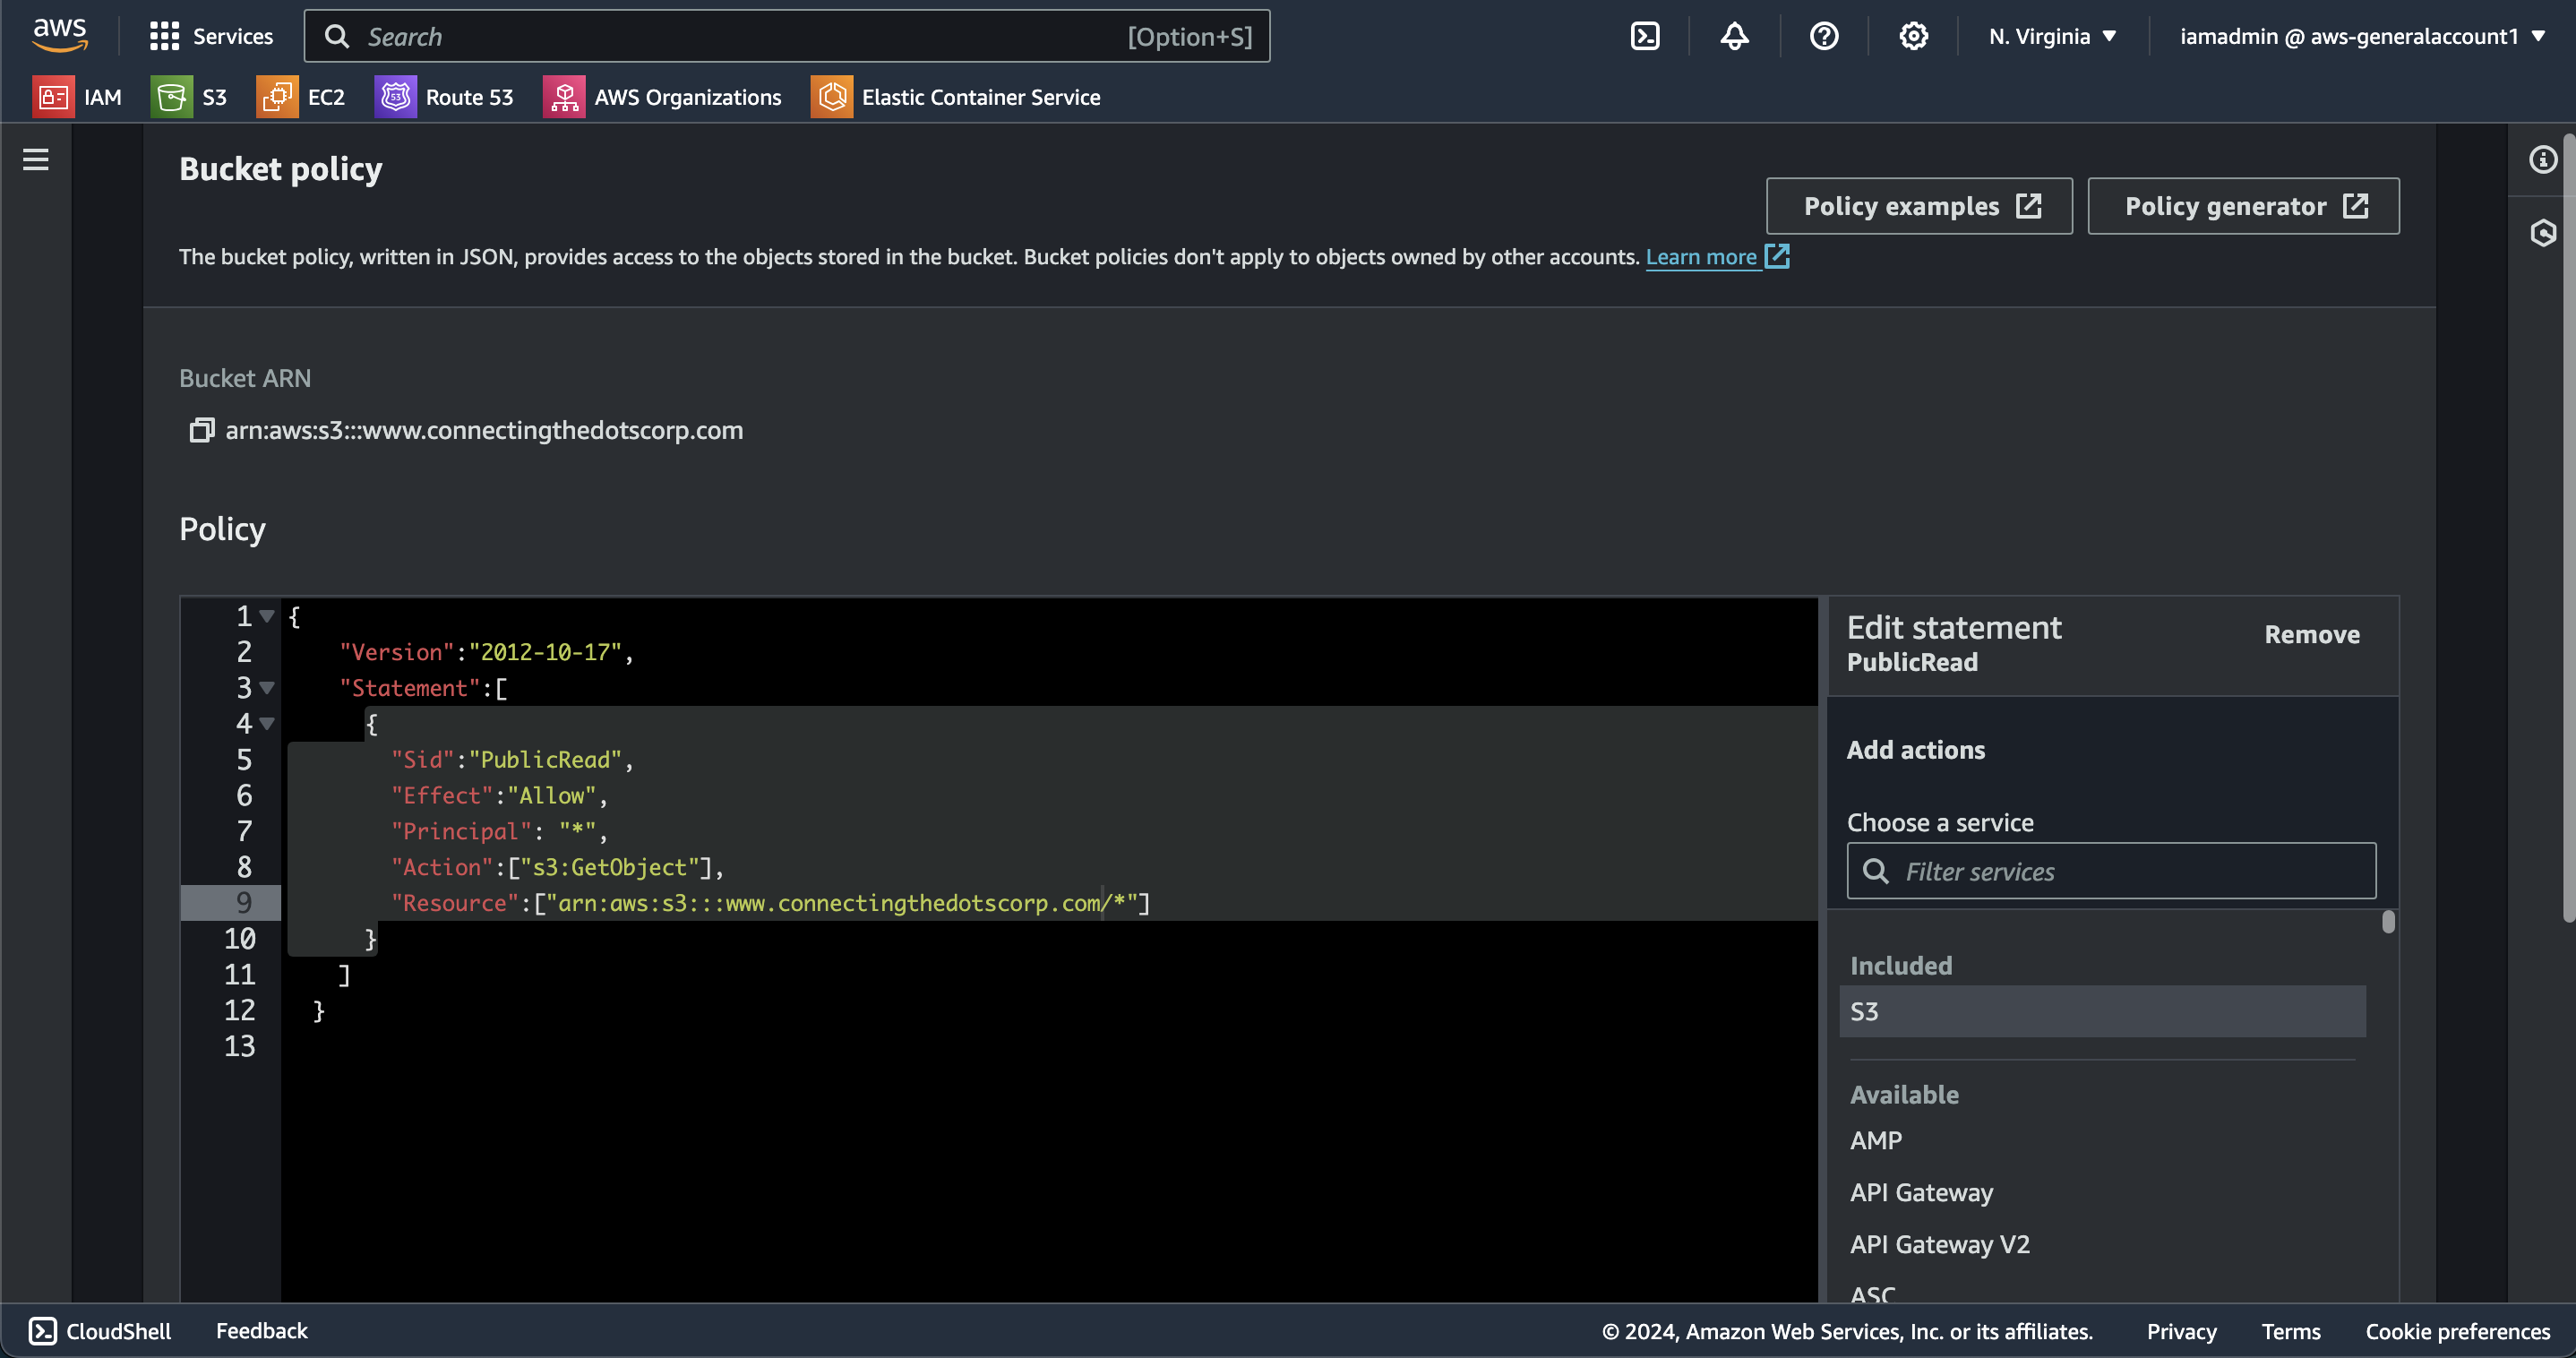 aws
Services
Search
[Option+S]
N. Virginia
iamadmin @ aws-generalaccount1
IAM
S3
EC2
53
Route 53
AWS Organizations
Elastic Container Service
Bucket policy
Policy examples
Policy generator
The bucket policy, written in JSON, provides access to the objects stored in the bucket. Bucket policies don't apply to objects owned by other accounts. Learn more
Bucket ARN
arn:aws:s3:::www.connectingthedotscorp.com
Policy
1 {
2 "Version":"2012-10-17",
3 "Statement":[
4 {
5 "Sid":"PublicRead",
6 "Effect":"Allow",
7 "Principal": "*",
8 "Action":["s3:GetObject"],
9 "Resource":["arn:aws:s3:::www.connectingthedotscorp.com/*"]
10 }
11 ]
12 }
13
Edit statement
Remove
PublicRead
Add actions
Choose a service
Filter services
Included
S3
Available
AMP
API Gateway
API Gateway V2
ASC
CloudShell
Feedback
© 2024, Amazon Web Services, Inc. or its affiliates.
Privacy
Terms
Cookie preferences